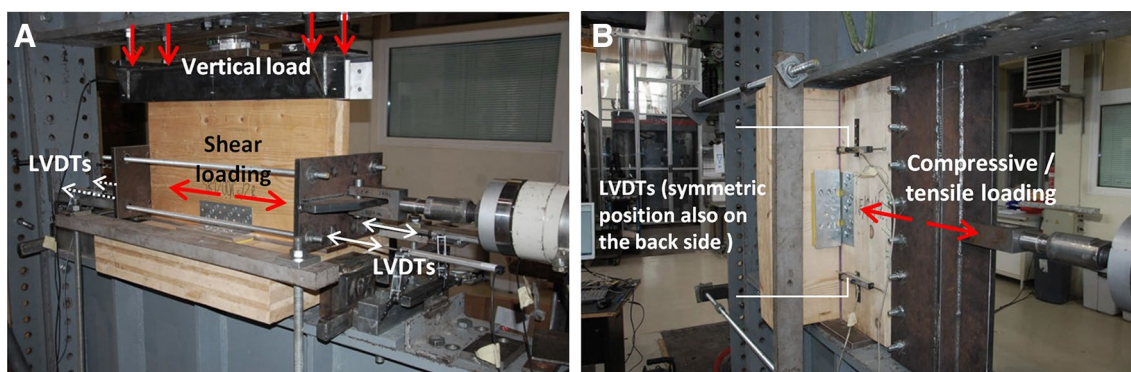 A
Vertical load
Shear
loading
LVDTs
LVDTs
B
LVDTs (symmetric
position also on
the back side )
Compressive /
tensile loading